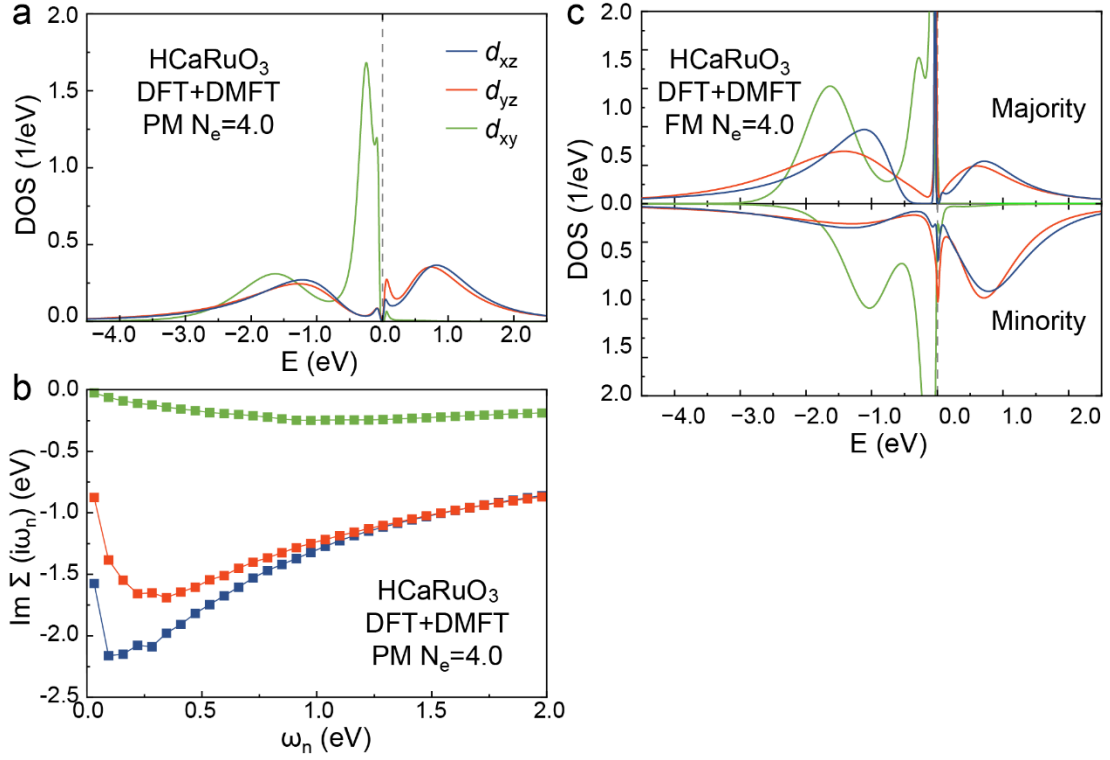 a
2.0
1.5
1.0
0.5
0.0
DOS (1/eV)
HCaRuO₃
DFT+DMFT
PM Nₑ=4.0
dxz
dyz
dxy
−4.0 −3.0 −2.0 −1.0 0.0 1.0 2.0
E (eV)
b
0.0
-0.5
-1.0
-1.5
-2.0
-2.5
Im Σ (iωₙ) (eV)
HCaRuO₃
DFT+DMFT
PM Nₑ=4.0
0.0 0.5 1.0 1.5 2.0
ωₙ (eV)
c
2.0
1.5
1.0
0.5
0.0
0.5
1.0
1.5
2.0
DOS (1/eV)
DOS (1/eV)
HCaRuO₃
DFT+DMFT
FM Nₑ=4.0
Majority
Minority
−4.0 −3.0 −2.0 −1.0 0.0 1.0 2.0
E (eV)